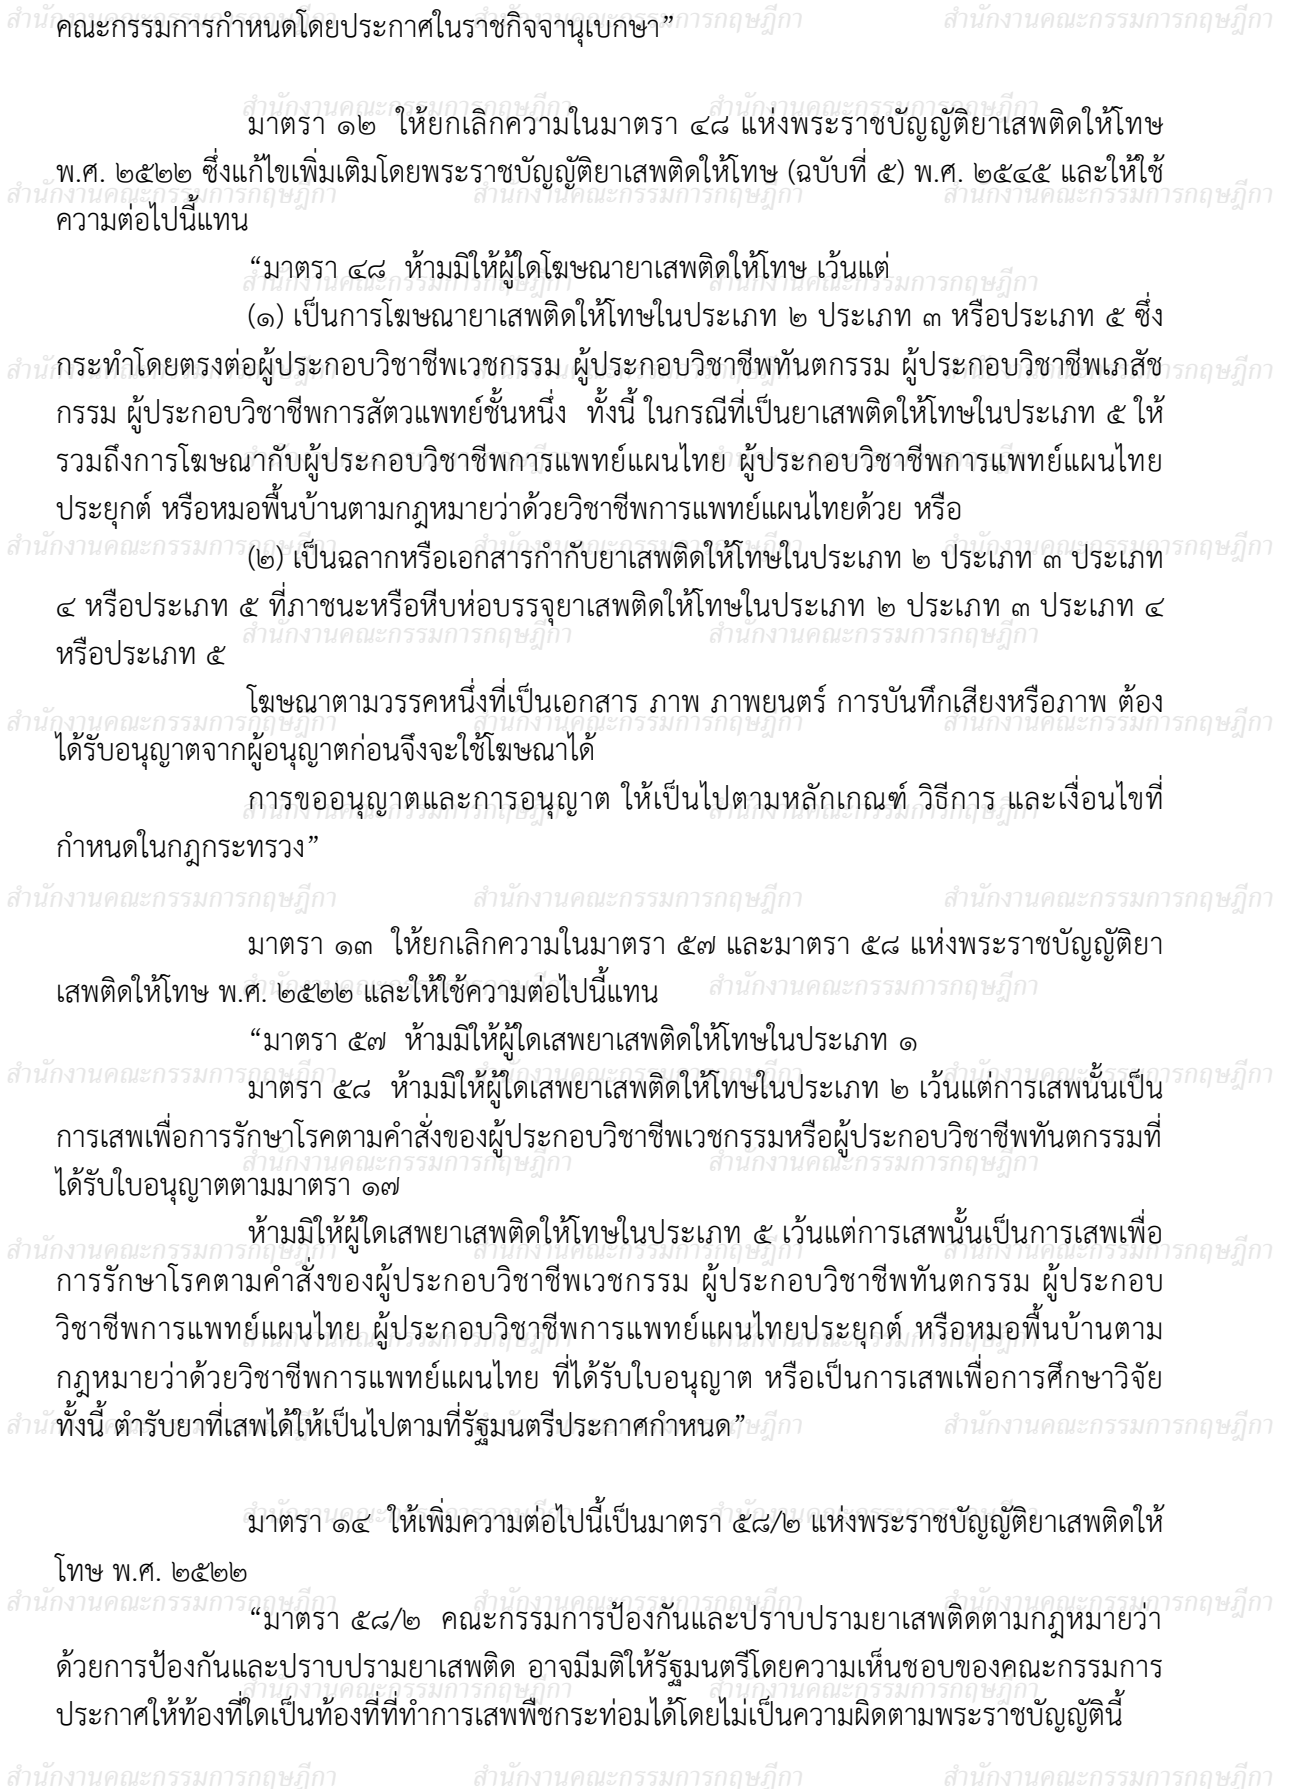 คณะกรรมการกำหนดโดยประกาศในราชกิจจานุเบกษา”
มาตรา ๑๒  ให้ยกเลิกความในมาตรา ๔๘ แห่งพระราชบัญญัติยาเสพติดให้โทษ
พ.ศ. ๒๕๒๒ ซึ่งแก้ไขเพิ่มเติมโดยพระราชบัญญัติยาเสพติดให้โทษ (ฉบับที่ ๕) พ.ศ. ๒๕๔๕ และให้ใช้
ความต่อไปนี้แทน
“มาตรา ๔๘  ห้ามมิให้ผู้ใดโฆษณายาเสพติดให้โทษ เว้นแต่
(๑) เป็นการโฆษณายาเสพติดให้โทษในประเภท ๒ ประเภท ๓ หรือประเภท ๕ ซึ่ง
กระทำโดยตรงต่อผู้ประกอบวิชาชีพเวชกรรม ผู้ประกอบวิชาชีพทันตกรรม ผู้ประกอบวิชาชีพเภสัช
กรรม ผู้ประกอบวิชาชีพการสัตวแพทย์ชั้นหนึ่ง  ทั้งนี้ ในกรณีที่เป็นยาเสพติดให้โทษในประเภท ๕ ให้
รวมถึงการโฆษณากับผู้ประกอบวิชาชีพการแพทย์แผนไทย ผู้ประกอบวิชาชีพการแพทย์แผนไทย
ประยุกต์ หรือหมอพื้นบ้านตามกฎหมายว่าด้วยวิชาชีพการแพทย์แผนไทยด้วย หรือ
(๒) เป็นฉลากหรือเอกสารกำกับยาเสพติดให้โทษในประเภท ๒ ประเภท ๓ ประเภท
๔ หรือประเภท ๕ ที่ภาชนะหรือหีบห่อบรรจุยาเสพติดให้โทษในประเภท ๒ ประเภท ๓ ประเภท ๔
หรือประเภท ๕
โฆษณาตามวรรคหนึ่งที่เป็นเอกสาร ภาพ ภาพยนตร์ การบันทึกเสียงหรือภาพ ต้อง
ได้รับอนุญาตจากผู้อนุญาตก่อนจึงจะใช้โฆษณาได้
การขออนุญาตและการอนุญาต ให้เป็นไปตามหลักเกณฑ์ วิธีการ และเงื่อนไขที่
กำหนดในกฎกระทรวง”
มาตรา ๑๓  ให้ยกเลิกความในมาตรา ๕๗ และมาตรา ๕๘ แห่งพระราชบัญญัติยา
เสพติดให้โทษ พ.ศ. ๒๕๒๒ และให้ใช้ความต่อไปนี้แทน
“มาตรา ๕๗  ห้ามมิให้ผู้ใดเสพยาเสพติดให้โทษในประเภท ๑
มาตรา ๕๘  ห้ามมิให้ผู้ใดเสพยาเสพติดให้โทษในประเภท ๒ เว้นแต่การเสพนั้นเป็น
การเสพเพื่อการรักษาโรคตามคำสั่งของผู้ประกอบวิชาชีพเวชกรรมหรือผู้ประกอบวิชาชีพทันตกรรมที่
ได้รับใบอนุญาตตามมาตรา ๑๗
ห้ามมิให้ผู้ใดเสพยาเสพติดให้โทษในประเภท ๕ เว้นแต่การเสพนั้นเป็นการเสพเพื่อ
การรักษาโรคตามคำสั่งของผู้ประกอบวิชาชีพเวชกรรม ผู้ประกอบวิชาชีพทันตกรรม ผู้ประกอบ
วิชาชีพการแพทย์แผนไทย ผู้ประกอบวิชาชีพการแพทย์แผนไทยประยุกต์ หรือหมอพื้นบ้านตาม
กฎหมายว่าด้วยวิชาชีพการแพทย์แผนไทย ที่ได้รับใบอนุญาต หรือเป็นการเสพเพื่อการศึกษาวิจัย
ทั้งนี้ ตำรับยาที่เสพได้ให้เป็นไปตามที่รัฐมนตรีประกาศกำหนด”
มาตรา ๑๔  ให้เพิ่มความต่อไปนี้เป็นมาตรา ๕๘/๒ แห่งพระราชบัญญัติยาเสพติดให้
โทษ พ.ศ. ๒๕๒๒
“มาตรา ๕๘/๒  คณะกรรมการป้องกันและปราบปรามยาเสพติดตามกฎหมายว่า
ด้วยการป้องกันและปราบปรามยาเสพติด อาจมีมติให้รัฐมนตรีโดยความเห็นชอบของคณะกรรมการ
ประกาศให้ท้องที่ใดเป็นท้องที่ที่ทำการเสพพืชกระท่อมได้โดยไม่เป็นความผิดตามพระราชบัญญัตินี้
สำนักงานคณะกรรมการกฤษฎีกา สำนักงานคณะกรรมการกฤษฎีกา สำนักงานคณะกรรมการกฤษฎีกา